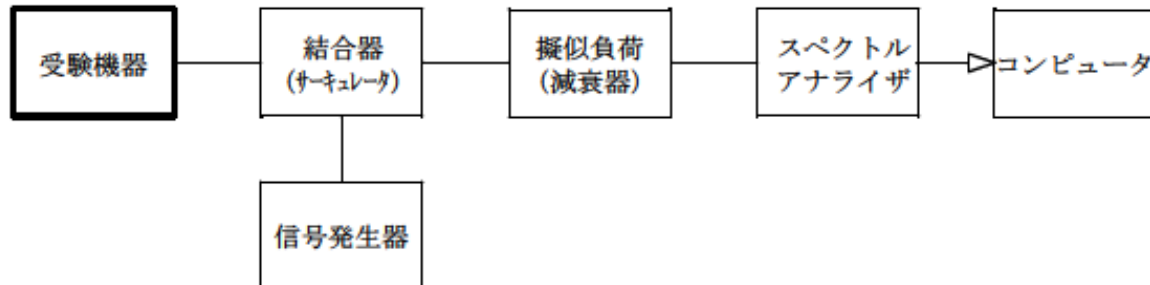 受験機器
結合器
(サーキュレータ)
擬似負荷
(減衰器)
スペクトル
アナライザ
コンピュータ
信号発生器